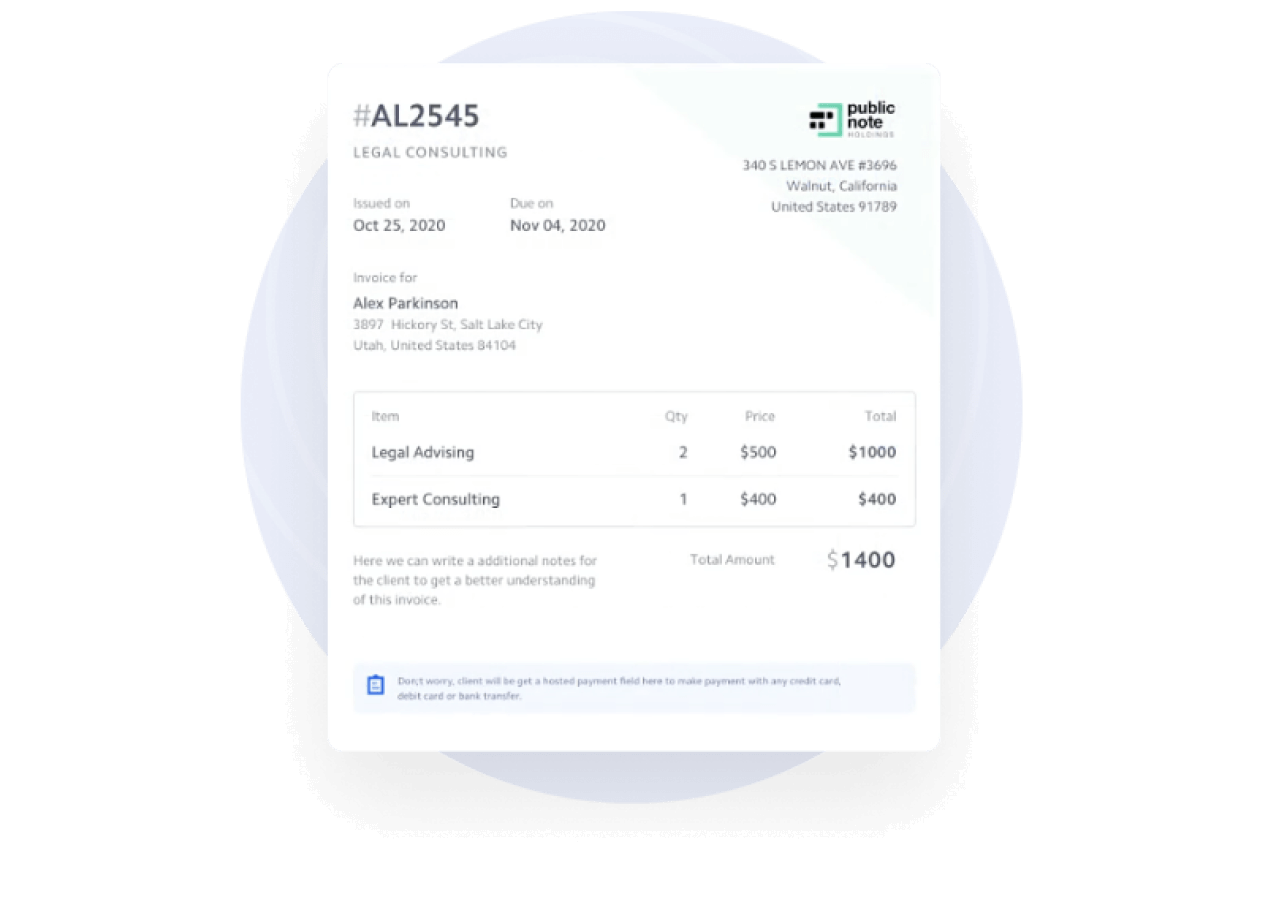 #AL2545
LEGAL CONSULTING
public
note
HOLDINGS
340 S LEMON AVE #3696
Walnut, California
United States 91789
Issued on
Due on
Oct 25, 2020
Nov 04, 2020
Invoice for
Alex Parkinson
3897 Hickory St, Salt Lake City
Utah, United States 84104
Item Qty Price Total
Legal Advising 2 $500 $1000
Expert Consulting 1 $400 $400
Here we can write a additional notes for
the client to get a better understanding
of this invoice.
Total Amount $1400
Don;t worry, client will be get a hosted payment field here to make payment with any credit card,
debit card or bank transfer.